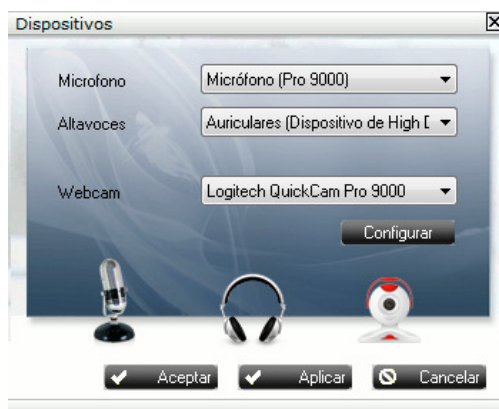 Dispositivos
Microfono
Micrófono (Pro 9000)
Altavoces
Auriculares (Dispositivo de High D
Webcam
Logitech QuickCam Pro 9000
Configurar
Aceptar
Aplicar
Cancelar